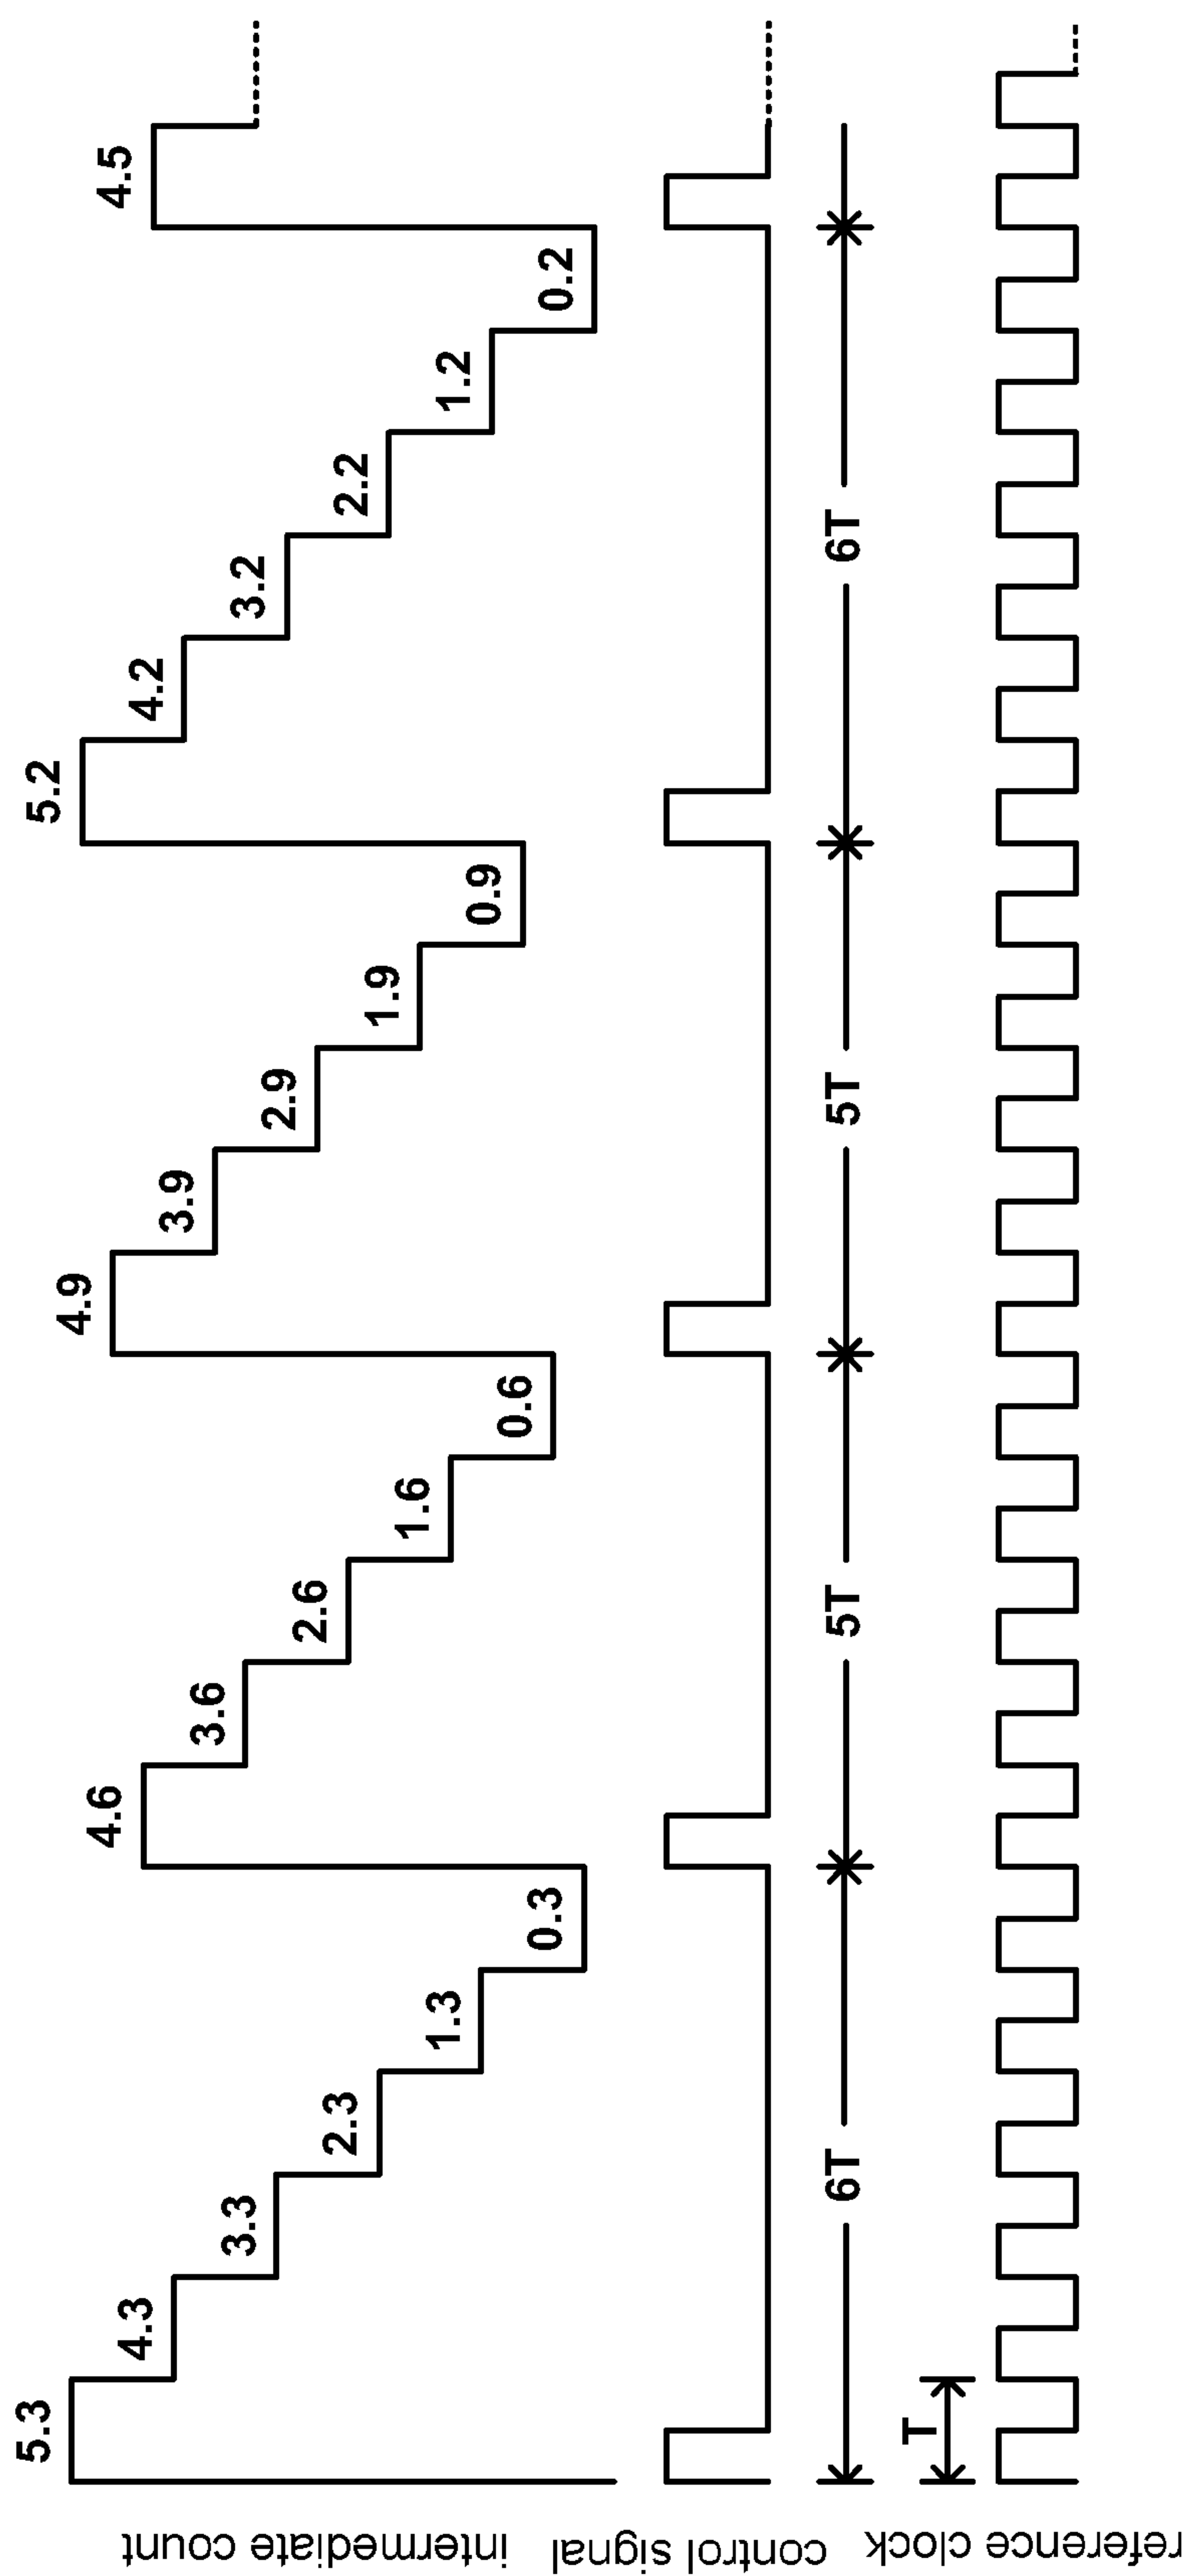 intermediate count
5.3
4.3
3.3
2.3
1.3
0.3
4.6
3.6
2.6
1.6
0.6
4.9
3.9
2.9
1.9
0.9
5.2
4.2
3.2
2.2
1.2
0.2
4.5
control signal
6T
5T
5T
6T
T
reference clock